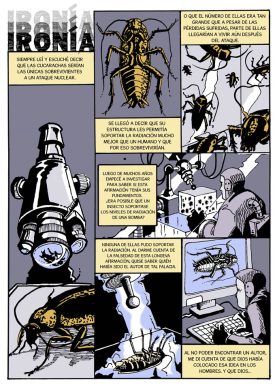 IRONÍA
SIEMPRE LEÍ Y ESCUCHÉ DECIR
QUE LAS CUCARACHAS SERÍAN
LAS ÚNICAS SOBREVIVIENTES
A UN ATAQUE NUCLEAR.
SE LLEGÓ A DECIR QUE SU
ESTRUCTURA LES PERMITÍA
SOPORTAR LA RADIACIÓN MUCHO
MEJOR QUE UN HUMANO Y QUE
POR ESO SOBREVIVIRÍAN.
O QUE EL NÚMERO DE ELLAS ERA TAN
GRANDE QUE A PESAR DE LAS
PÉRDIDAS SUFRIDAS, PARTE DE ELLAS
LLEGARÍAN A VIVIR AUN DESPUÉS
DEL ATAQUE.
LUEGO DE MUCHOS AÑOS
EMPECÉ A INVESTIGAR
PARA SABER SI ESTA
AFIRMACIÓN TENÍA SUS
FUNDAMENTOS.
¿ERA POSIBLE QUE UN
INSECTO SOPORTASE
LOS NIVELES DE RADIACIÓN
DE UNA BOMBA?
NINGUNA DE ELLAS PUDO SOPORTAR
LA RADIACIÓN. AL DARME CUENTA DE
LA FALSEDAD DE ESTA LONGEVA
AFIRMACIÓN, QUISE SABER QUIÉN
HABÍA SIDO EL AUTOR DE TAL FALACIA.
AL NO PODER ENCONTRAR UN AUTOR,
ME DI CUENTA DE QUE DIOS HABÍA
COLOCADO ESA IDEA EN LOS
HOMBRES. Y QUE DIOS...